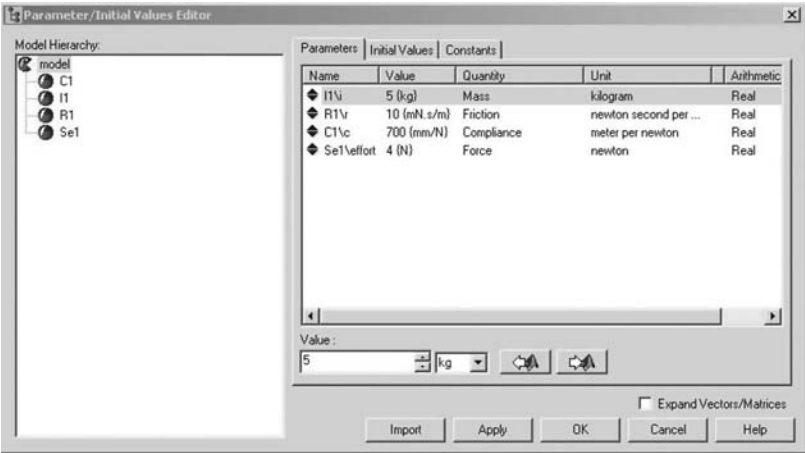 Parameter/Initial Values Editor
Model Hierarchy:
model
C1
I1
R1
Se1
Parameters Initial Values Constants
Name Value Quantity Unit Arithmetic
I1\i 5 {kg} Mass kilogram Real
R1\r 10 {mN.s/m} Friction newton second per ... Real
C1\c 700 {mm/N} Compliance meter per newton Real
Se1\effort 4 {N} Force newton Real
Value :
5 kg
Expand Vectors/Matrices
Import Apply OK Cancel Help